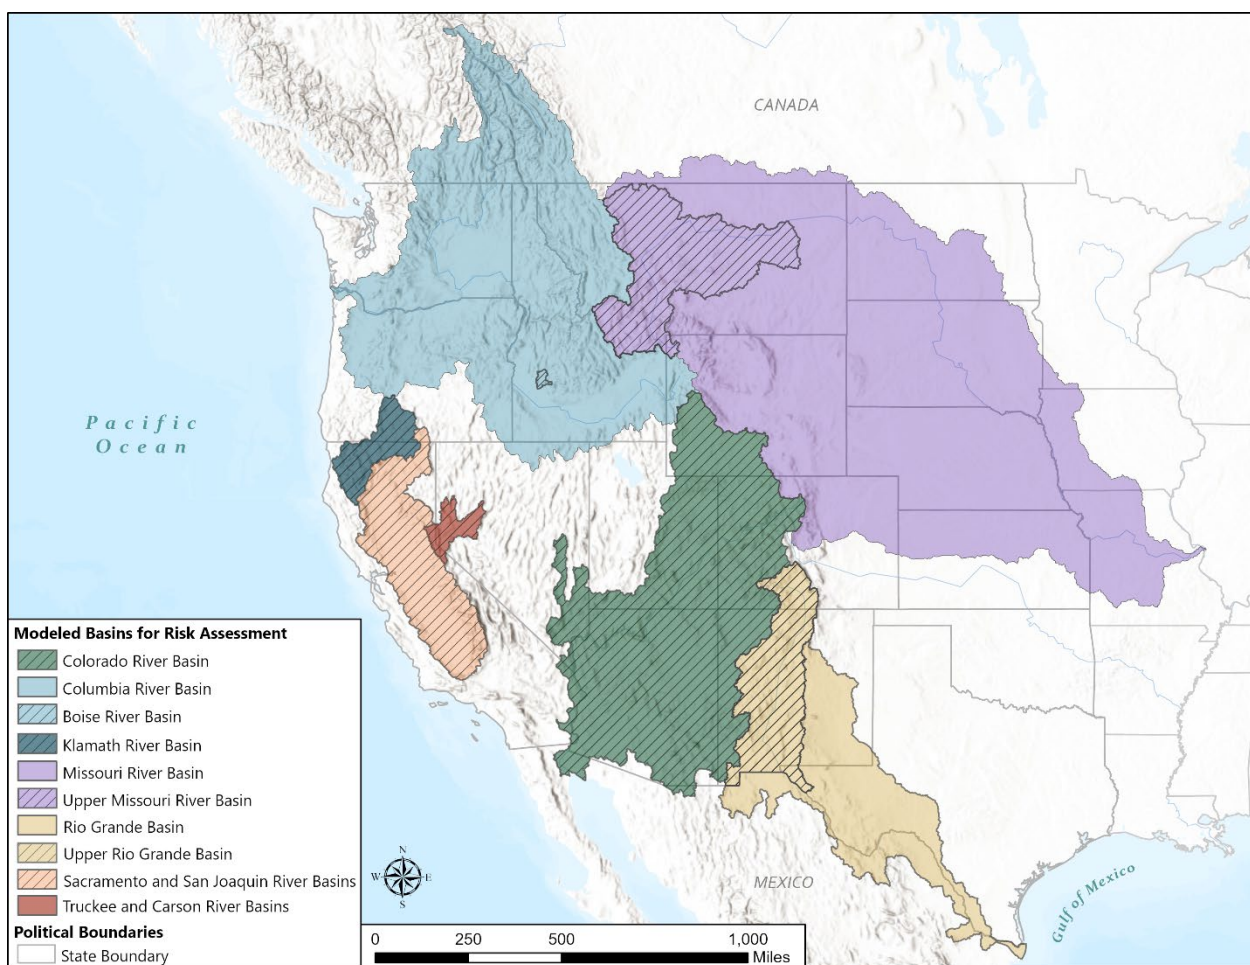 CANADA
Pacific
Ocean
Modeled Basins for Risk Assessment
Colorado River Basin
Columbia River Basin
Boise River Basin
Klamath River Basin
Missouri River Basin
Upper Missouri River Basin
Rio Grande Basin
Upper Rio Grande Basin
Sacramento and San Joaquin River Basins
Truckee and Carson River Basins
Political Boundaries
State Boundary
N
W
E
S
MEXICO
Gulf of Mexico
0 250 500 1,000
Miles